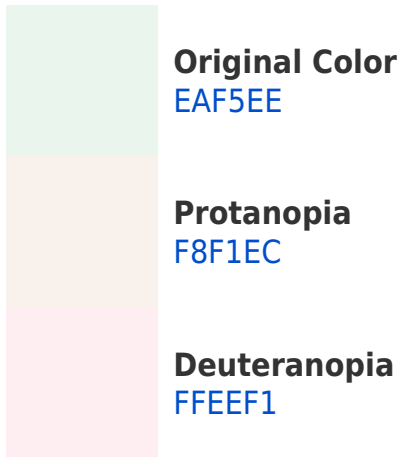 Original Color
EAF5EE
Protanopia
F8F1EC
Deuteranopia
FFEEF1